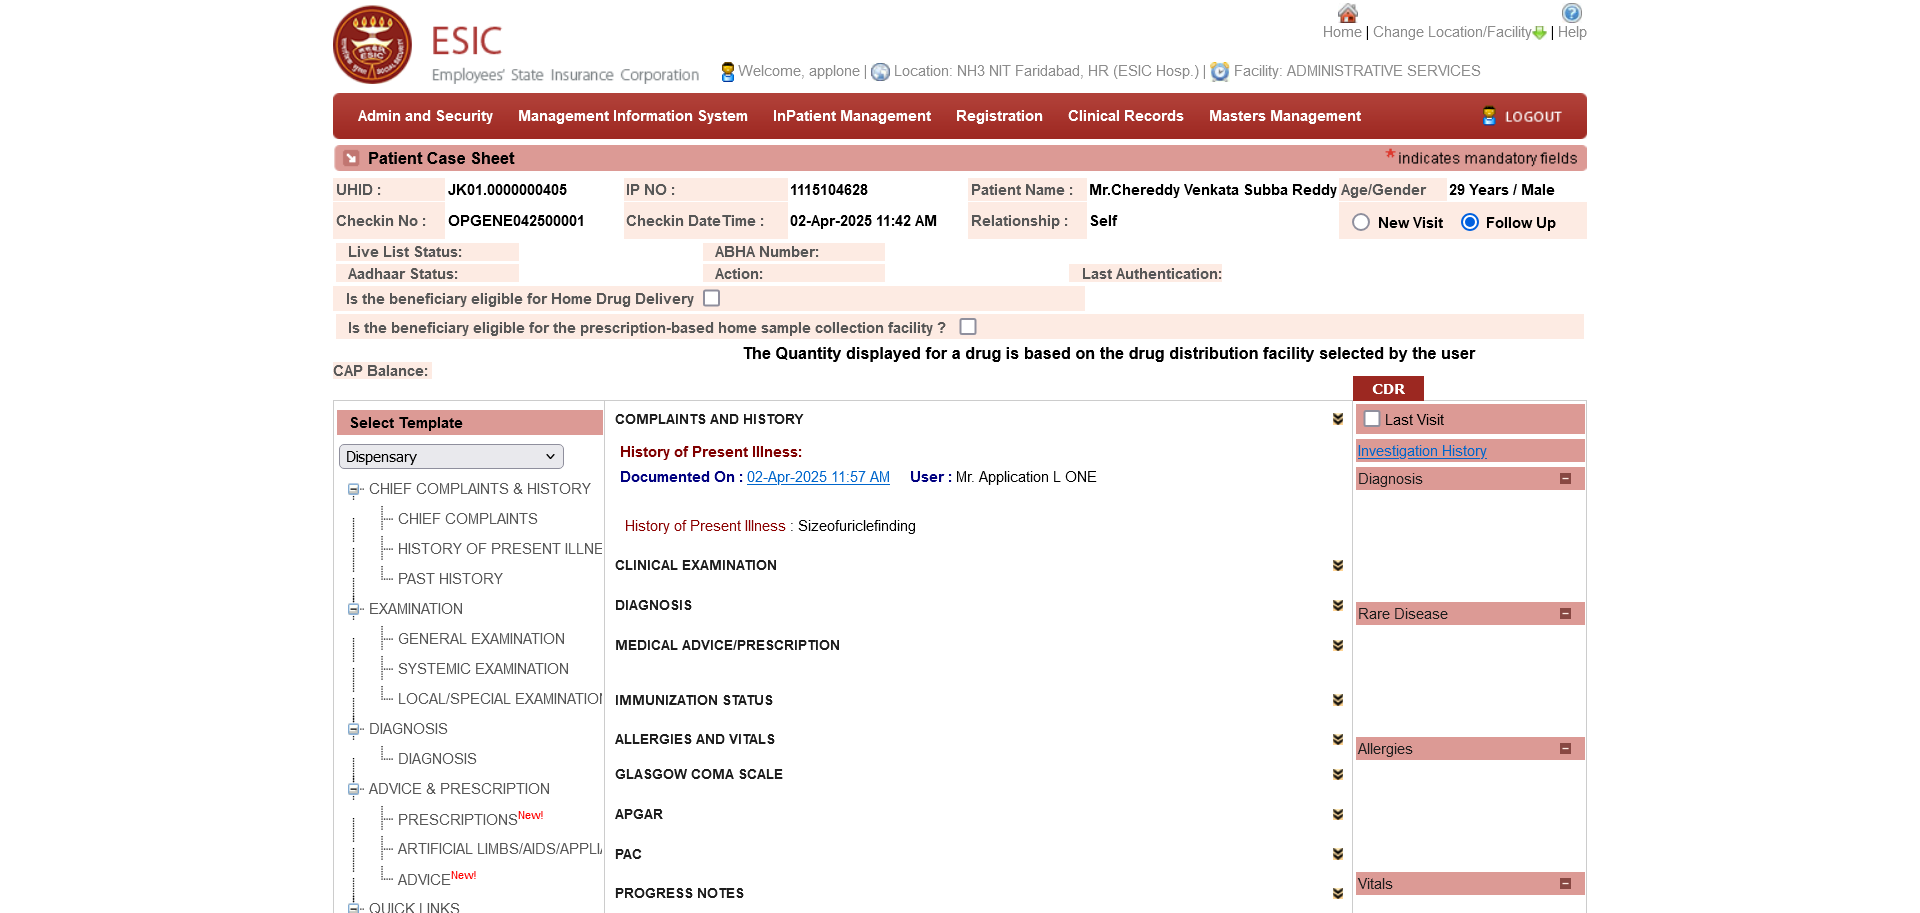 Home | Change Location/Facility | Help
ESIC
Employees' State Insurance Corporation
Welcome, applone | Location: NH3 NIT Faridabad, HR (ESIC Hosp.) | Facility: ADMINISTRATIVE SERVICES
Admin and Security Management Information System InPatient Management Registration Clinical Records Masters Management LOGOUT
Patient Case Sheet * indicates mandatory fields
UHID : JK01.0000000405 IP NO : 1115104628 Patient Name : Mr.Chereddy Venkata Subba Reddy Age/Gender 29 Years / Male
Checkin No : OPGENE042500001 Checkin DateTime : 02-Apr-2025 11:42 AM Relationship : Self New Visit Follow Up
Live List Status: ABHA Number:
Aadhaar Status: Action: Last Authentication:
Is the beneficiary eligible for Home Drug Delivery
Is the beneficiary eligible for the prescription-based home sample collection facility ?
The Quantity displayed for a drug is based on the drug distribution facility selected by the user
CAP Balance:
CDR
Select Template
Dispensary
CHIEF COMPLAINTS & HISTORY
CHIEF COMPLAINTS
HISTORY OF PRESENT ILLNE
PAST HISTORY
EXAMINATION
GENERAL EXAMINATION
SYSTEMIC EXAMINATION
LOCAL/SPECIAL EXAMINATION
DIAGNOSIS
DIAGNOSIS
ADVICE & PRESCRIPTION
PRESCRIPTIONS New!
ARTIFICIAL LIMBS/AIDS/APPLI
ADVICE New!
QUICK LINKS
COMPLAINTS AND HISTORY
History of Present Illness:
Documented On : 02-Apr-2025 11:57 AM User : Mr. Application L ONE
History of Present Illness : Sizeofuriclefinding
CLINICAL EXAMINATION
DIAGNOSIS
MEDICAL ADVICE/PRESCRIPTION
IMMUNIZATION STATUS
ALLERGIES AND VITALS
GLASGOW COMA SCALE
APGAR
PAC
PROGRESS NOTES
Last Visit
Investigation History
Diagnosis
Rare Disease
Allergies
Vitals